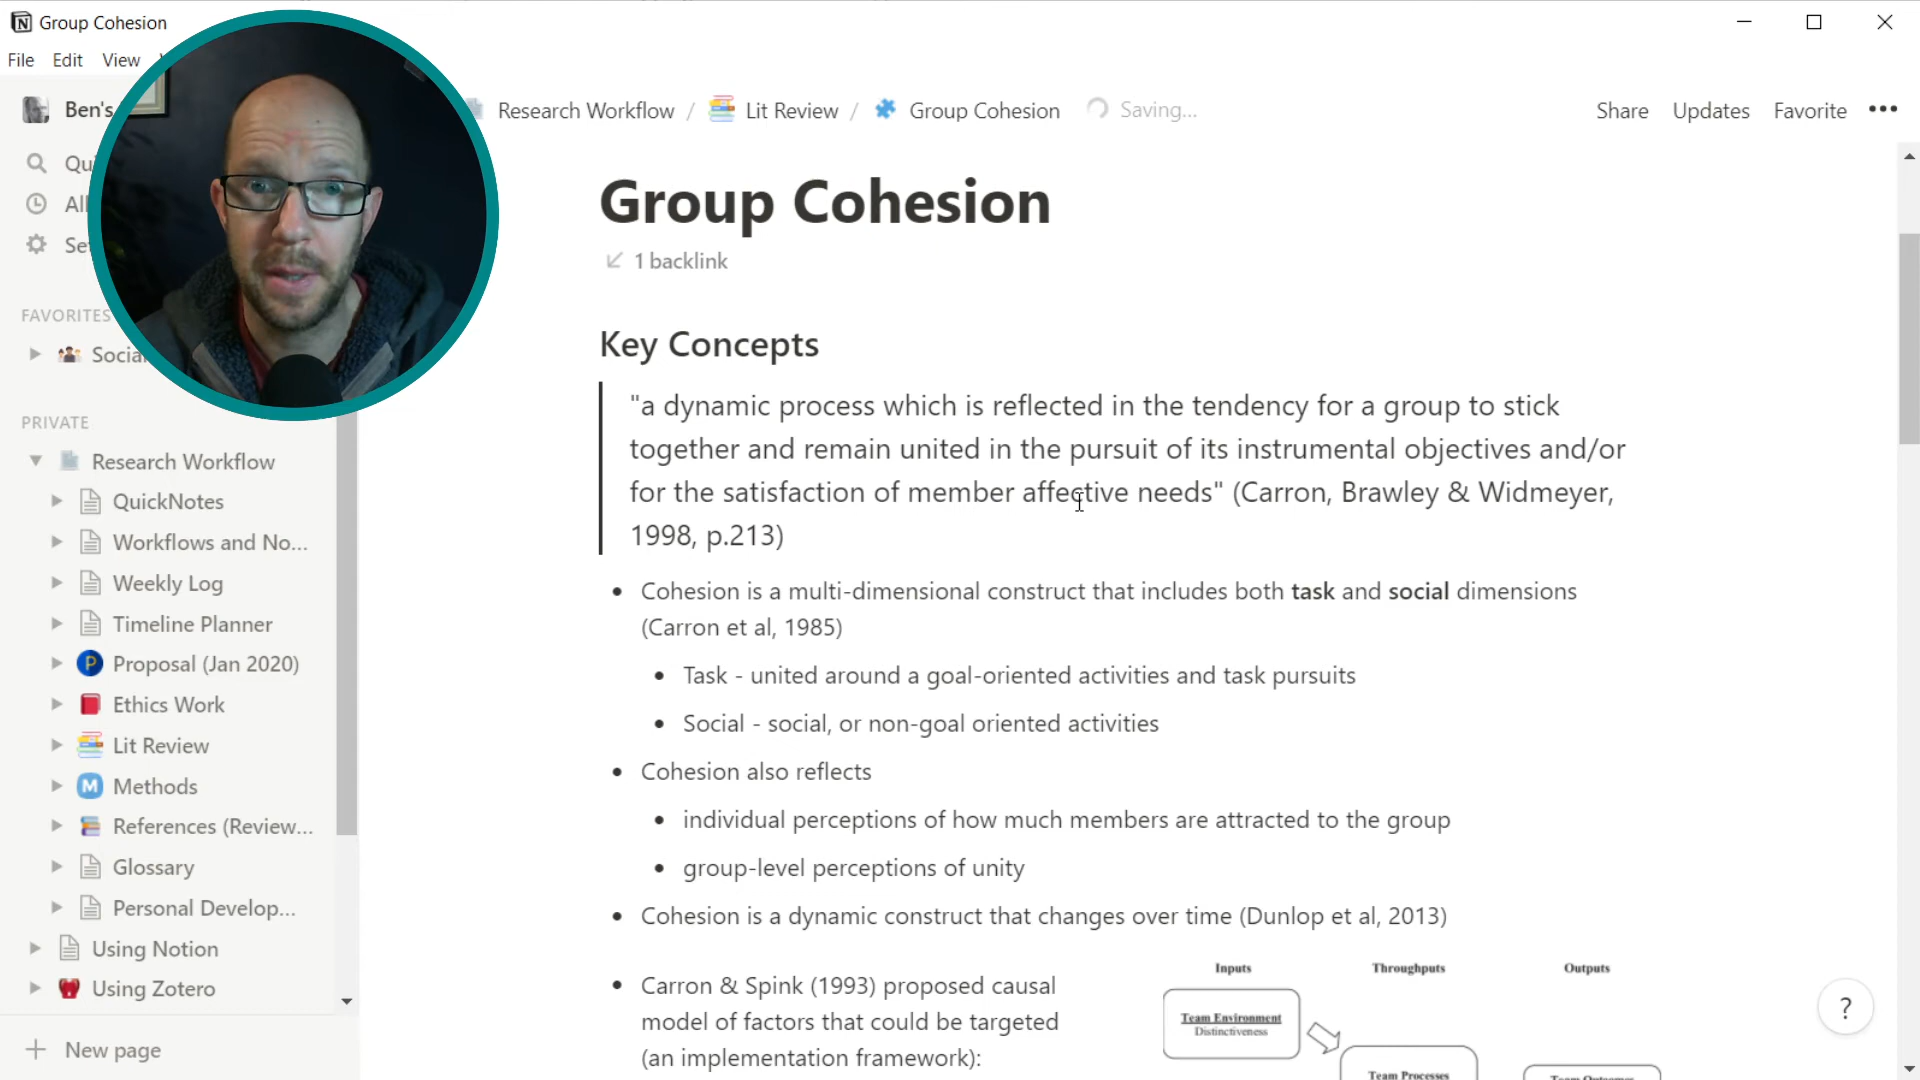 Group Cohesion
File Edit View
Ben's
Share Updates Favorite
Research Workflow / Lit Review / Group Cohesion Saving...
FAVORITES
PRIVATE
Research Workflow
QuickNotes
Workflows and No...
Weekly Log
Timeline Planner
P Proposal (Jan 2020)
Ethics Work
Lit Review
M Methods
References (Review...
Glossary
Personal Develop...
Using Notion
Using Zotero
+ New page
Group Cohesion
1 backlink
Key Concepts
"a dynamic process which is reflected in the tendency for a group to stick
together and remain united in the pursuit of its instrumental objectives and/or
for the satisfaction of member affective needs" (Carron, Brawley & Widmeyer,
1998, p.213)
• Cohesion is a multi-dimensional construct that includes both task and social dimensions
(Carron et al, 1985)
• Task - united around a goal-oriented activities and task pursuits
• Social - social, or non-goal oriented activities
• Cohesion also reflects
• individual perceptions of how much members are attracted to the group
• group-level perceptions of unity
• Cohesion is a dynamic construct that changes over time (Dunlop et al, 2013)
• Carron & Spink (1993) proposed causal
model of factors that could be targeted
(an implementation framework):
Inputs Throughputs Outputs
Team Environment
Distinctiveness
Team Processes
?